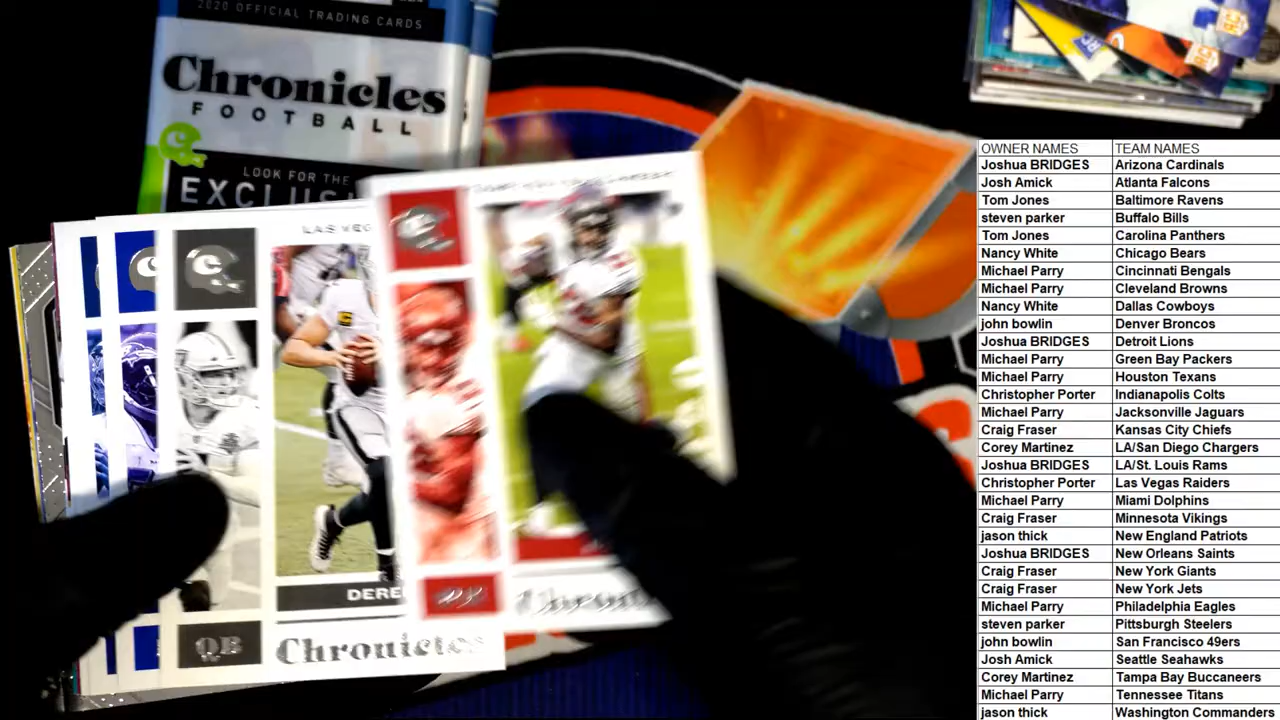 2020 OFFICIAL TRADING CARDS
Chronicles
FOOTBALL
LOOK FOR THE
EXCLUS
LAS VEG
DERE
QB
Chronicles
Chron
OWNER NAMES TEAM NAMES
Joshua BRIDGES Arizona Cardinals
Josh Amick Atlanta Falcons
Tom Jones Baltimore Ravens
steven parker Buffalo Bills
Tom Jones Carolina Panthers
Nancy White Chicago Bears
Michael Parry Cincinnati Bengals
Michael Parry Cleveland Browns
Nancy White Dallas Cowboys
john bowlin Denver Broncos
Joshua BRIDGES Detroit Lions
Michael Parry Green Bay Packers
Michael Parry Houston Texans
Christopher Porter Indianapolis Colts
Michael Parry Jacksonville Jaguars
Craig Fraser Kansas City Chiefs
Corey Martinez LA/San Diego Chargers
Joshua BRIDGES LA/St. Louis Rams
Christopher Porter Las Vegas Raiders
Michael Parry Miami Dolphins
Craig Fraser Minnesota Vikings
jason thick New England Patriots
Joshua BRIDGES New Orleans Saints
Craig Fraser New York Giants
Craig Fraser New York Jets
Michael Parry Philadelphia Eagles
steven parker Pittsburgh Steelers
john bowlin San Francisco 49ers
Josh Amick Seattle Seahawks
Corey Martinez Tampa Bay Buccaneers
Michael Parry Tennessee Titans
jason thick Washington Commanders